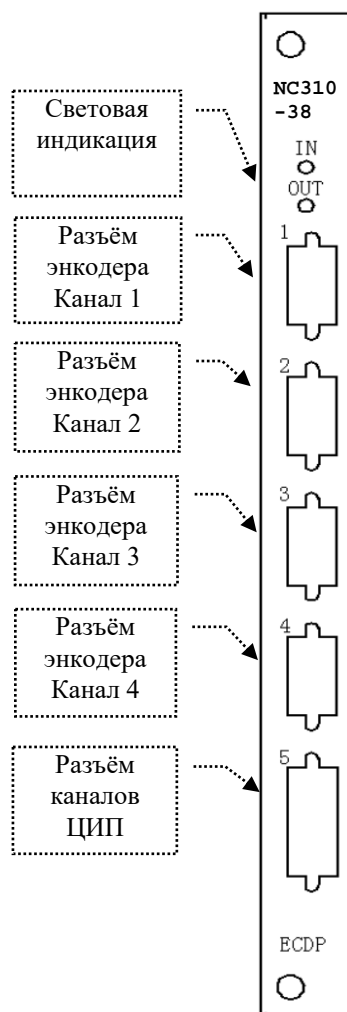 NC310
-38
Световая
индикация
IN
OUT
Разъём
энкодера
Канал 1
1
Разъём
энкодера
Канал 2
2
Разъём
энкодера
Канал 3
3
Разъём
энкодера
Канал 4
4
Разъём
каналов
ЦИП
5
ECDP